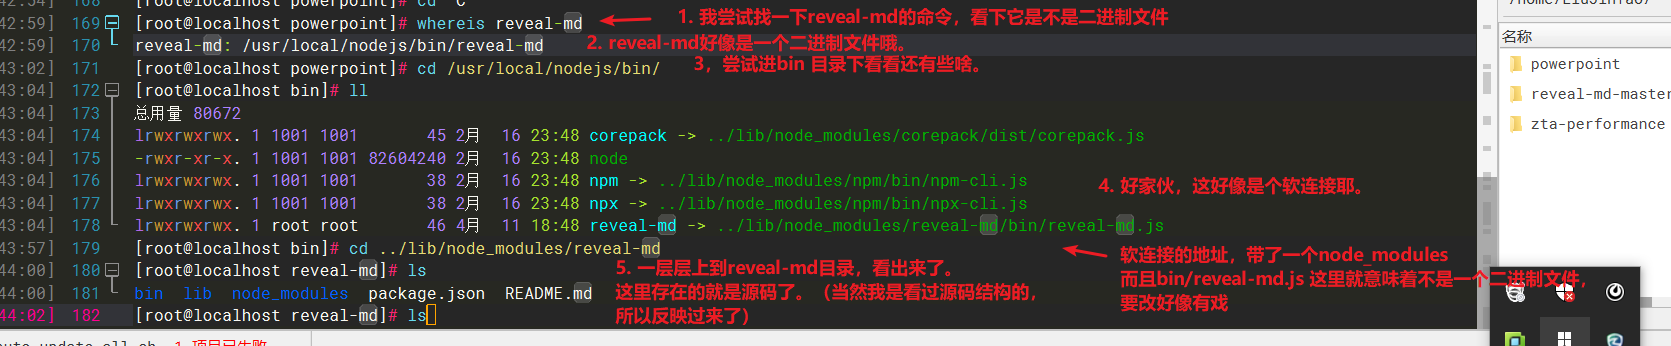 42:54] 168 [root@localhost powerpoint]# cd ^C
42:59] 169 [root@localhost powerpoint]# whereis reveal-md
1. 我尝试找一下reveal-md的命令，看下它是不是二进制文件
42:59] 170 reveal-md: /usr/local/nodejs/bin/reveal-md
2. reveal-md好像是一个二进制文件哦。
43:02] 171 [root@localhost powerpoint]# cd /usr/local/nodejs/bin/
3，尝试进bin 目录下看看还有些啥。
43:04] 172 [root@localhost bin]# ll
43:04] 173 总用量 80672
43:04] 174 lrwxrwxrwx. 1 1001 1001       45 2月  16 23:48 corepack -> ../lib/node_modules/corepack/dist/corepack.js
43:04] 175 -rwxr-xr-x. 1 1001 1001 82604240 2月  16 23:48 node
43:04] 176 lrwxrwxrwx. 1 1001 1001       38 2月  16 23:48 npm -> ../lib/node_modules/npm/bin/npm-cli.js
4. 好家伙，这好像是个软连接耶。
43:04] 177 lrwxrwxrwx. 1 1001 1001       38 2月  16 23:48 npx -> ../lib/node_modules/npm/bin/npx-cli.js
43:04] 178 lrwxrwxrwx. 1 root root       46 4月  11 18:48 reveal-md -> ../lib/node_modules/reveal-md/bin/reveal-md.js
43:57] 179 [root@localhost bin]# cd ../lib/node_modules/reveal-md
软连接的地址，带了一个node_modules
而且bin/reveal-md.js 这里就意味着不是一个二进制文件，
要改好像有戏
44:00] 180 [root@localhost reveal-md]# ls
44:00] 181 bin  lib  node_modules  package.json  README.md
44:02] 182 [root@localhost reveal-md]# ls
5. 一层层上到reveal-md目录，看出来了。
这里存在的就是源码了。（当然我是看过源码结构的，
所以反映过来了）
名称
powerpoint
reveal-md-master
zta-performance